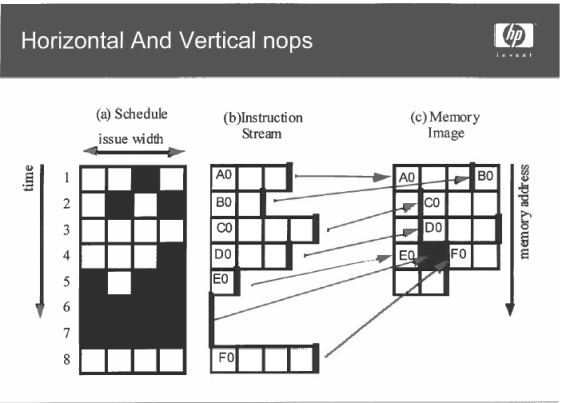 Horizontal And Vertical nops
hp
invent
(a) Schedule
issue width
(b)Instruction
Stream
(c) Memory
Image
time
1
2
3
4
5
6
7
8
A0
B0
C0
D0
E0
F0
A0
B0
C0
D0
E0
F0
memory address